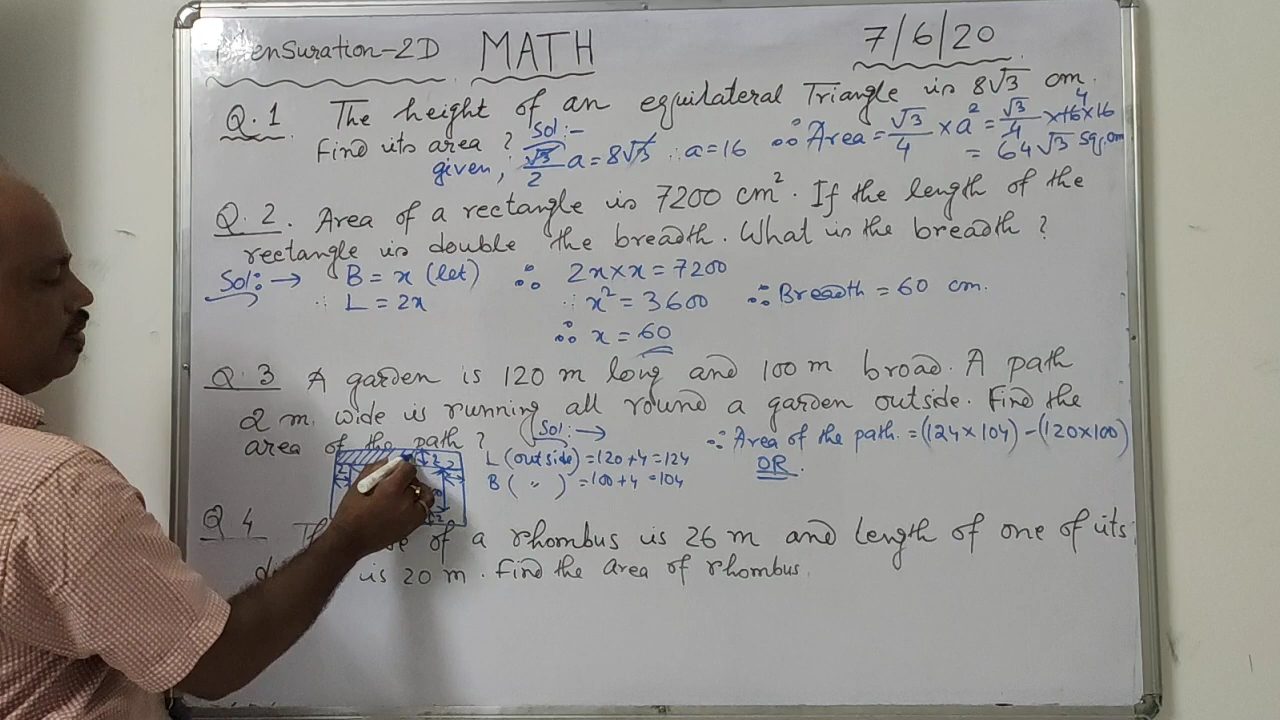 Mensuration-2D MATH 7/6/20
Q.1 The height of an equilateral Triangle is 8√3 cm.
Find its area ? Sol:- ∴ Area = √3/4 × a² = √3/4 × 16 × 16
given, √3/2 a = 8√3 ∴ a = 16 = 64√3 sq.cm
4
Q.2. Area of a rectangle is 7200 cm². If the length of the
rectangle is double the breadth. What is the breadth ?
Sol: → B = x (let) ∴ 2x × x = 7200
∴ L = 2x ∴ x² = 3600 ∴ Breadth = 60 cm.
∴ x = 60
Q.3 A garden is 120 m long and 100 m broad. A path
2 m. wide is running all round a garden outside. Find the
area of the path ? Sol: → ∴ Area of the path. = (124×104) - (120×100)
L (outside) = 120+4 = 124 OR.
B ( " ) = 100+4 = 104
2 2 2
2
Q.4 of a rhombus is 26 m and length of one of its
is 20 m. Find the area of rhombus.